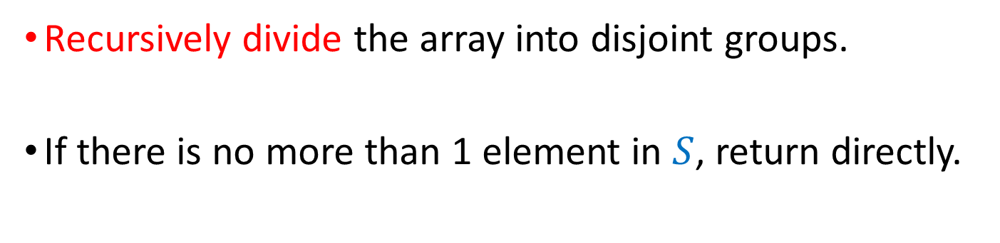 •Recursively divide the array into disjoint groups.
•If there is no more than 1 element in S, return directly.